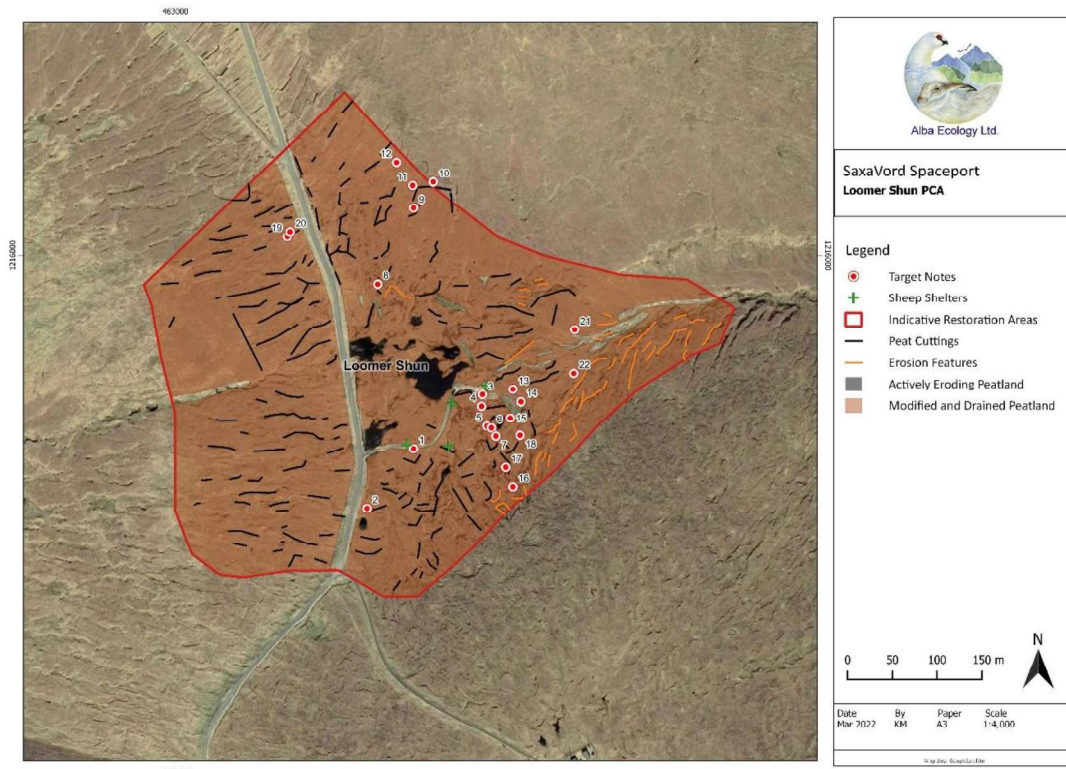 463000
1216000
1216000
12
10
11
9
19
20
8
21
Loomer Shun
22
3
13
4
14
5
6
15
7
18
1
17
16
2
Alba Ecology Ltd.
SaxaVord Spaceport
Loomer Shun PCA
Legend
Target Notes
Sheep Shelters
Indicative Restoration Areas
Peat Cuttings
Erosion Features
Actively Eroding Peatland
Modified and Drained Peatland
N
0 50 100 150 m
Date By Paper Scale
Mar 2022 KM A3 1:4,000